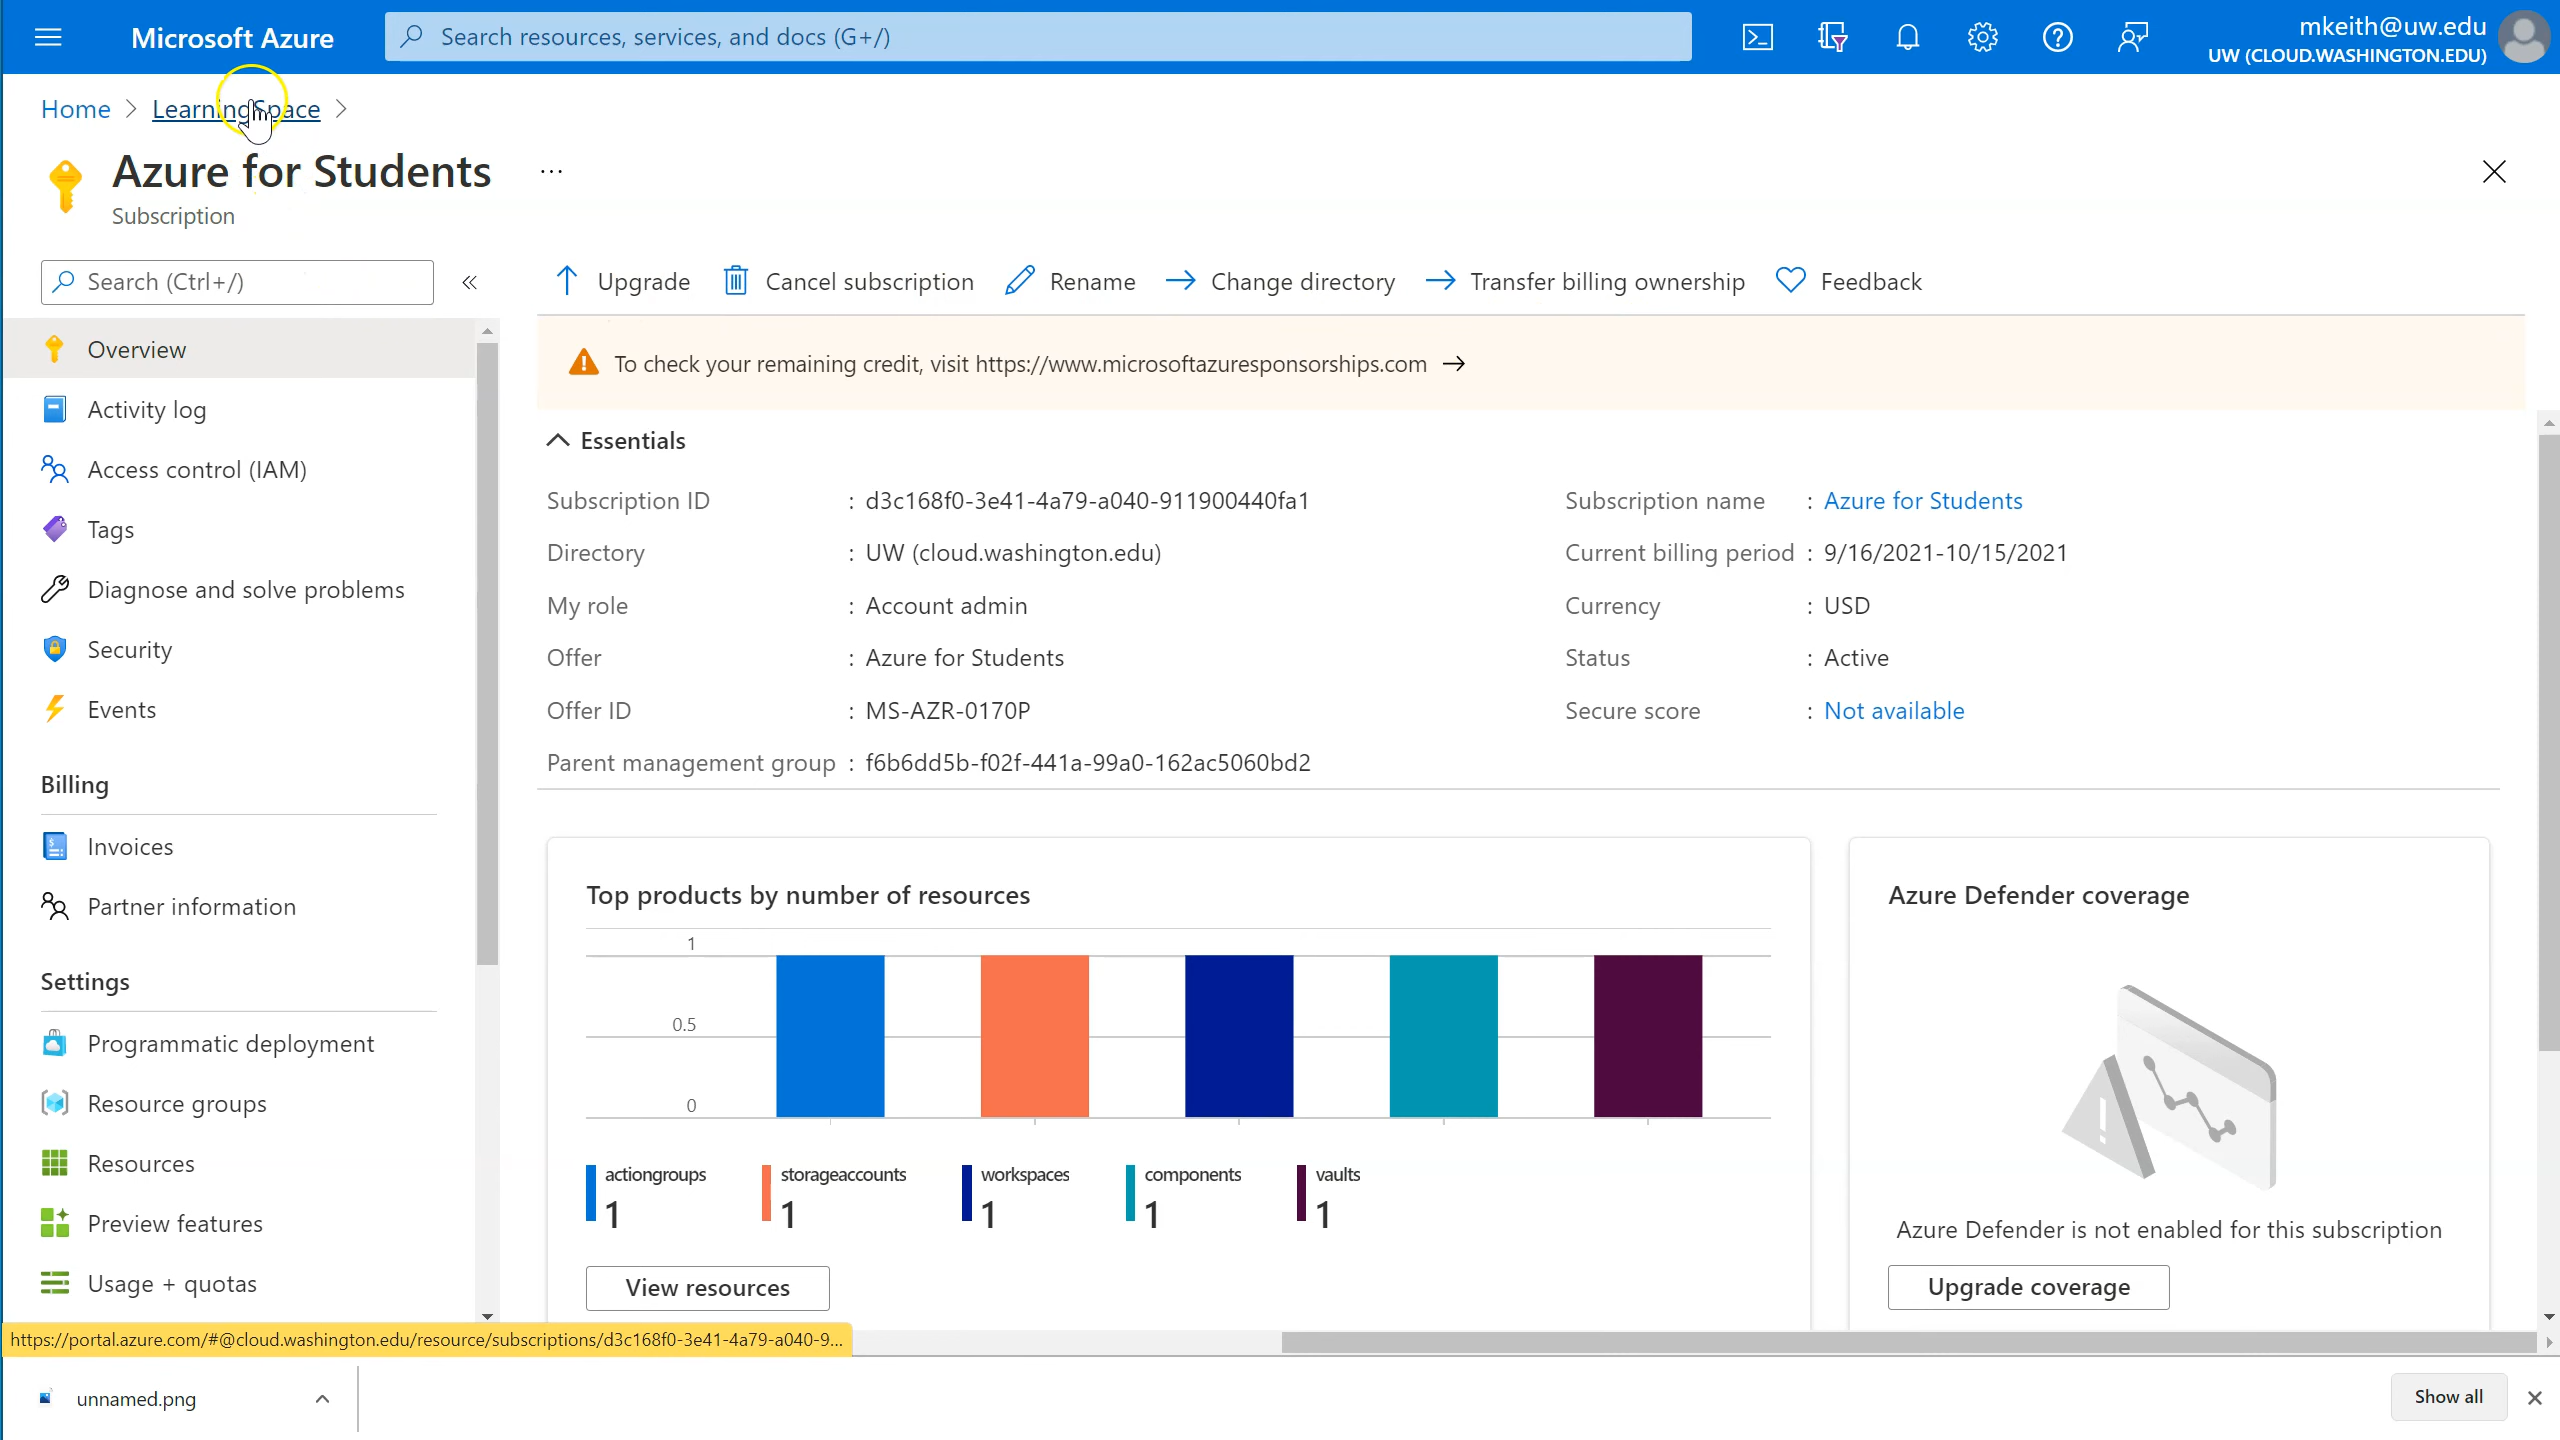 Microsoft Azure
Search resources, services, and docs (G+/)
mkeith@uw.edu
UW (CLOUD.WASHINGTON.EDU)
Home > LearningSpace >
Azure for Students ...
Subscription
Search (Ctrl+/)
«
Upgrade Cancel subscription Rename Change directory Transfer billing ownership Feedback
To check your remaining credit, visit https://www.microsoftazuresponsorships.com →
Overview
Activity log
Access control (IAM)
Tags
Diagnose and solve problems
Security
Events
Billing
Invoices
Partner information
Settings
Programmatic deployment
Resource groups
Resources
Preview features
Usage + quotas
Essentials
Subscription ID : d3c168f0-3e41-4a79-a040-911900440fa1
Directory : UW (cloud.washington.edu)
My role : Account admin
Offer : Azure for Students
Offer ID : MS-AZR-0170P
Parent management group : f6b6dd5b-f02f-441a-99a0-162ac5060bd2
Subscription name : Azure for Students
Current billing period : 9/16/2021-10/15/2021
Currency : USD
Status : Active
Secure score : Not available
Top products by number of resources
1
0.5
0
actiongroups storageaccounts workspaces components vaults
1 1 1 1 1
View resources
Azure Defender coverage
Azure Defender is not enabled for this subscription
Upgrade coverage
https://portal.azure.com/#@cloud.washington.edu/resource/subscriptions/d3c168f0-3e41-4a79-a040-9...
unnamed.png
Show all